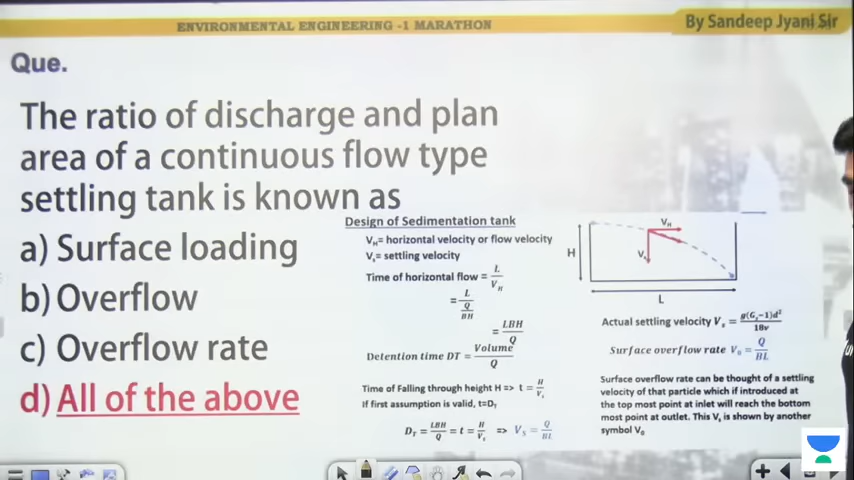 ENVIRONMENTAL ENGINEERING -1 MARATHON
By Sandeep Jyani Sir
Que.
The ratio of discharge and plan
area of a continuous flow type
settling tank is known as
a) Surface loading
b) Overflow
c) Overflow rate
d) All of the above
Design of Sedimentation tank
V_H= horizontal velocity or flow velocity
V_s= settling velocity
Time of horizontal flow = L/V_H
= L/(Q/BH)
= LBH/Q
Detention time DT = Volume/Q
Time of Falling through height H => t = H/V_s
If first assumption is valid, t=D_T
D_T = LBH/Q = t = H/V_s => V_S = Q/BL
V_H
H
L
Actual settling velocity V_s = g(G_s−1)d²/18ν
Surface overflow rate V_0 = Q/BL
Surface overflow rate can be thought of a settling
velocity of that particle which if introduced at
the top most point at inlet will reach the bottom
most point at outlet. This V_s is shown by another
symbol V_0